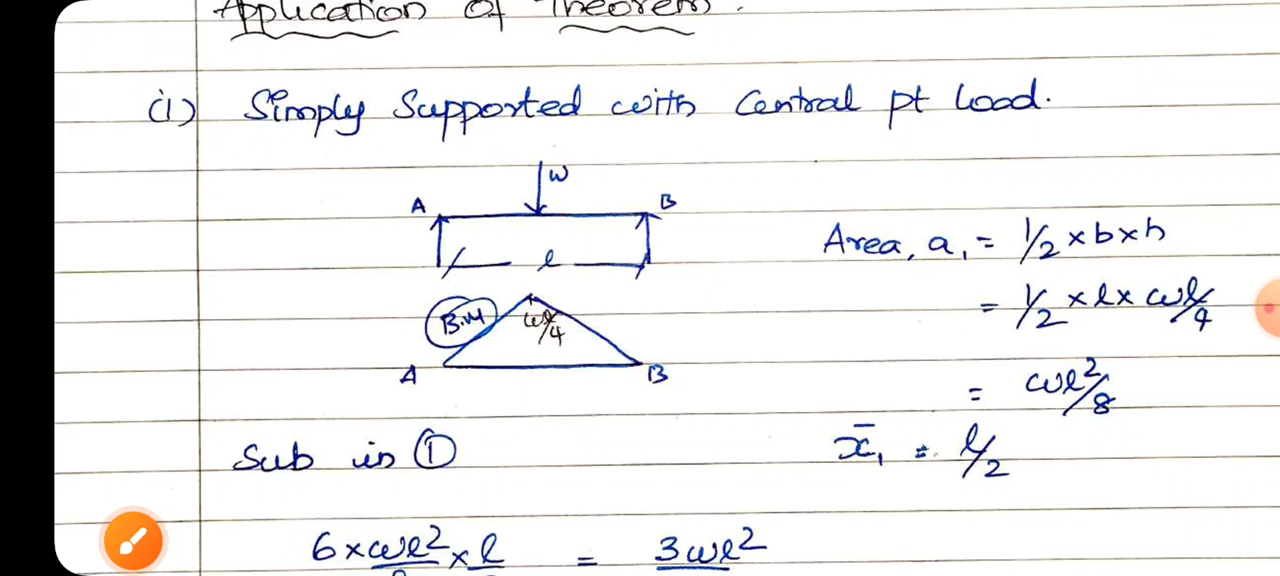 Application of Theorem.
(i) Simply Supported with Central pt load.
W
A B
l
Area, a₁ = 1/2 × b × h
= 1/2 × l × wl/4
B.M wl/4
A B
= wl²/8
Sub in ①
x̄₁ = l/2
6 × wl² × l = 3wl²